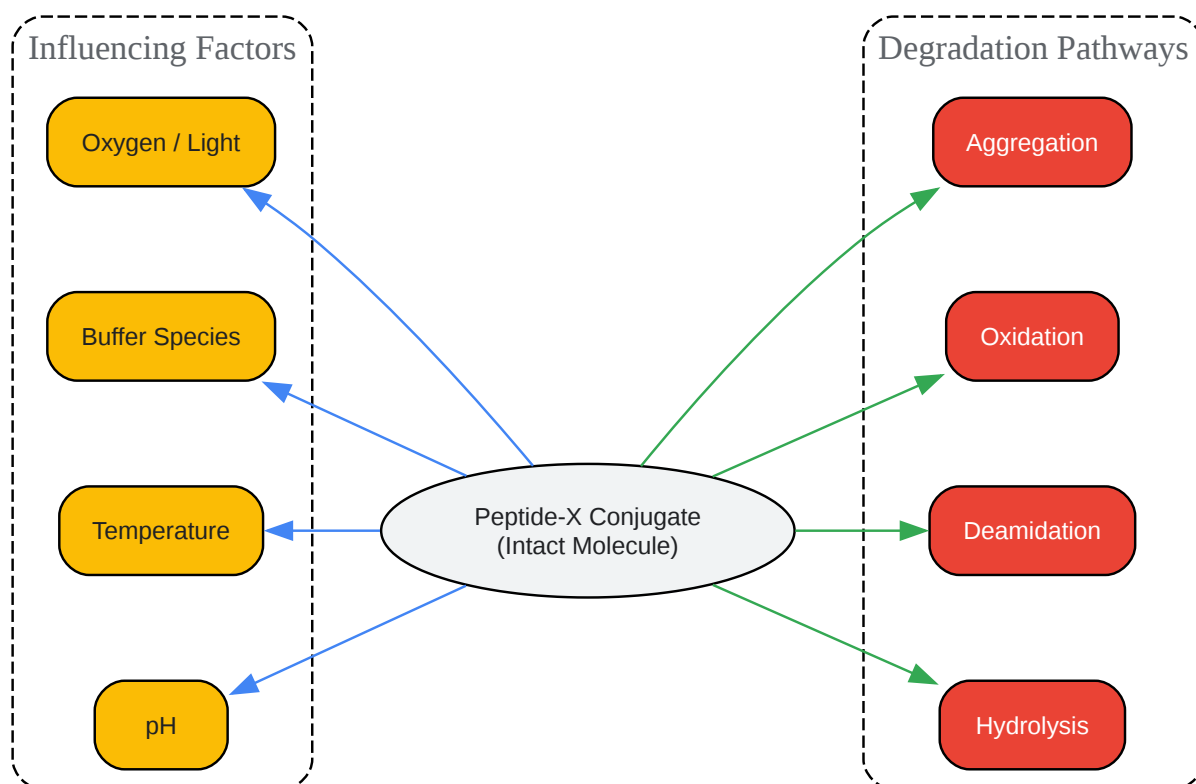 Influencing Factors
Oxygen / Light
Buffer Species
Temperature
pH
Peptide-X Conjugate
(Intact Molecule)
Degradation Pathways
Aggregation
Oxidation
Deamidation
Hydrolysis